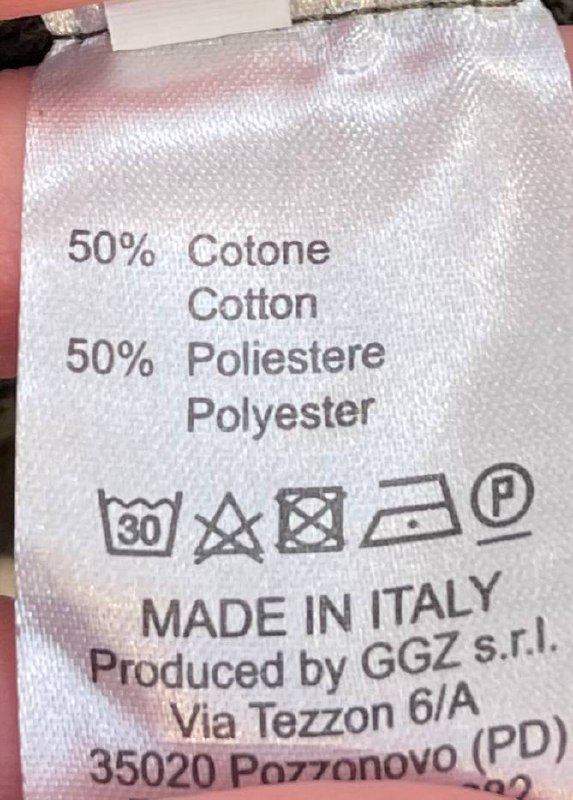 50% Cotone
Cotton
50% Poliestere
Polyester
30 P
MADE IN ITALY
Produced by GGZ s.r.l.
Via Tezzon 6/A
35020 Pozzonovo (PD)